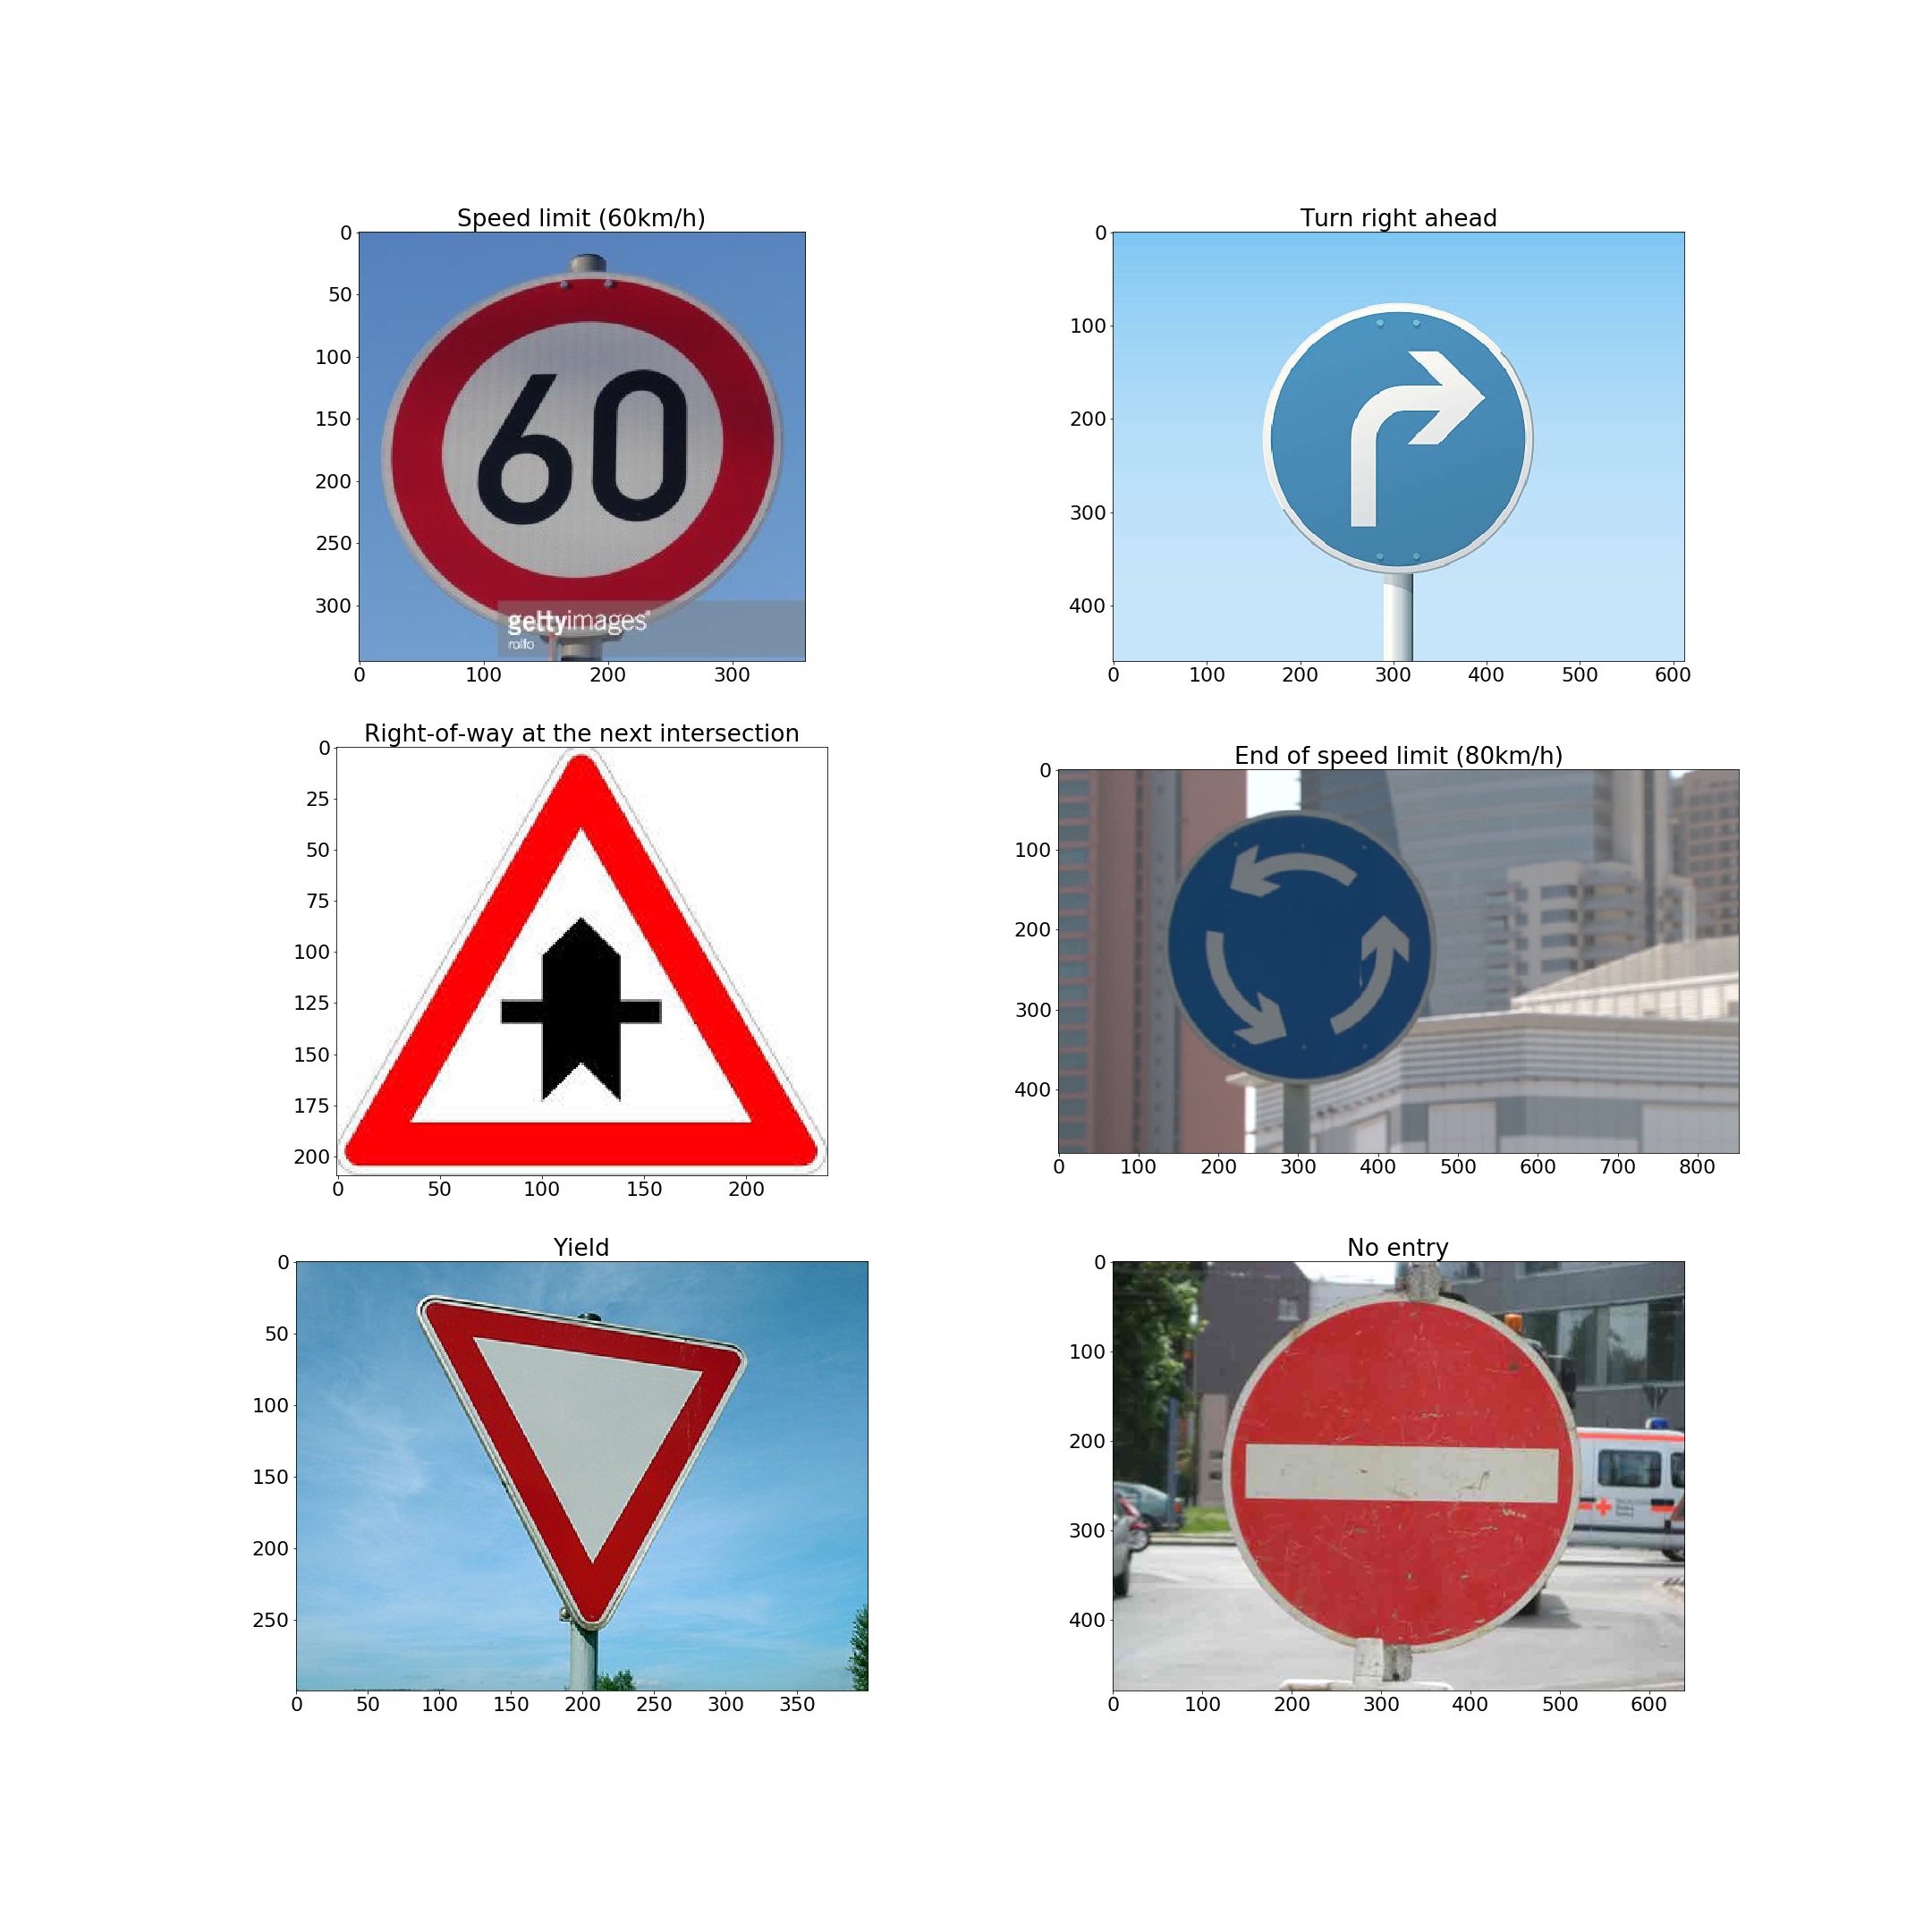 Speed limit (60km/h)
0
50
100
150
200
250
300
60
gettyimages®
rolfo
0 100 200 300
Turn right ahead
0
100
200
300
400
0 100 200 300 400 500 600
Right-of-way at the next intersection
0
25
50
75
100
125
150
175
200
0 50 100 150 200
End of speed limit (80km/h)
0
100
200
300
400
0 100 200 300 400 500 600 700 800
Yield
0
50
100
150
200
250
0 50 100 150 200 250 300 350
No entry
0
100
200
300
400
0 100 200 300 400 500 600